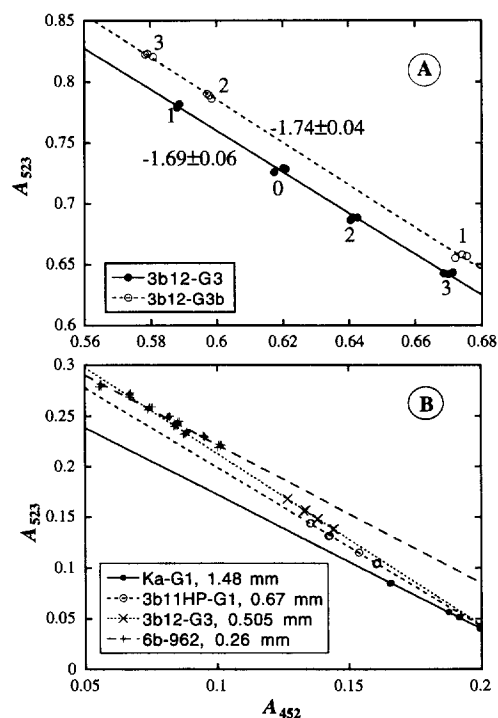 0.85
0.8
0.75
0.7
0.65
0.6
A523
3
2
A
1
-1.74±0.04
-1.69±0.06
0
2
1
3
3b12-G3
3b12-G3b
0.56 0.58 0.6 0.62 0.64 0.66 0.68
0.3
0.25
0.2
0.15
0.1
0.05
0
A523
B
Ka-G1, 1.48 mm
3b11HP-G1, 0.67 mm
3b12-G3, 0.505 mm
6b-962, 0.26 mm
0.05 0.1 0.15 0.2
A452